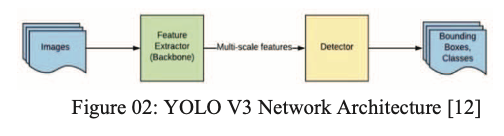 Images
Feature
Extractor
(Backbone)
Multi-scale features
Detector
Bounding
Boxes,
Classes
Figure 02: YOLO V3 Network Architecture [12]